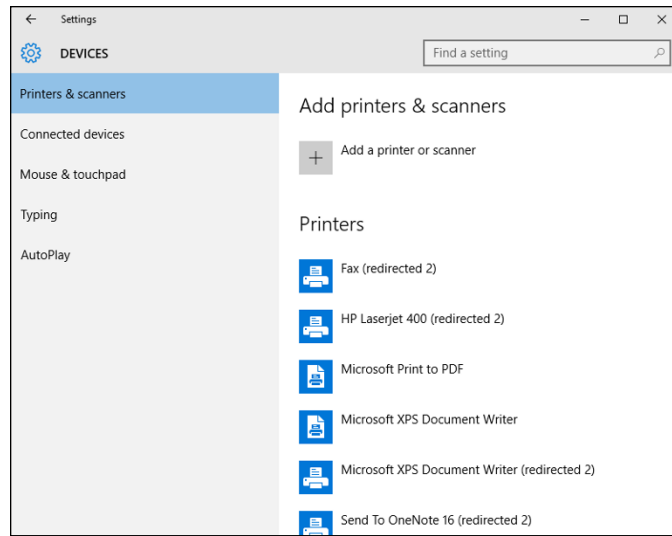 Settings
DEVICES
Find a setting
Printers & scanners
Connected devices
Mouse & touchpad
Typing
AutoPlay
Add printers & scanners
Add a printer or scanner
Printers
Fax (redirected 2)
HP Laserjet 400 (redirected 2)
Microsoft Print to PDF
Microsoft XPS Document Writer
Microsoft XPS Document Writer (redirected 2)
Send To OneNote 16 (redirected 2)